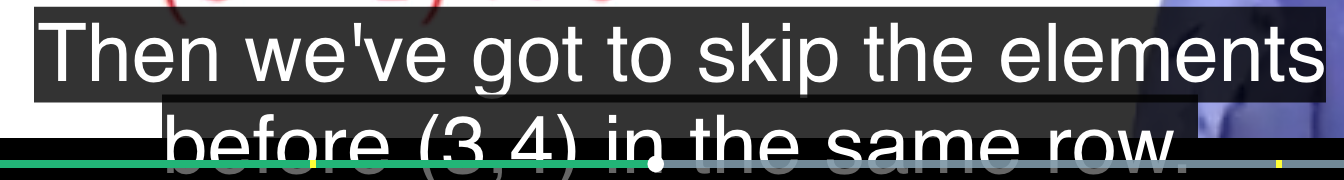 Then we've got to skip the elements
before (3,4) in the same row.